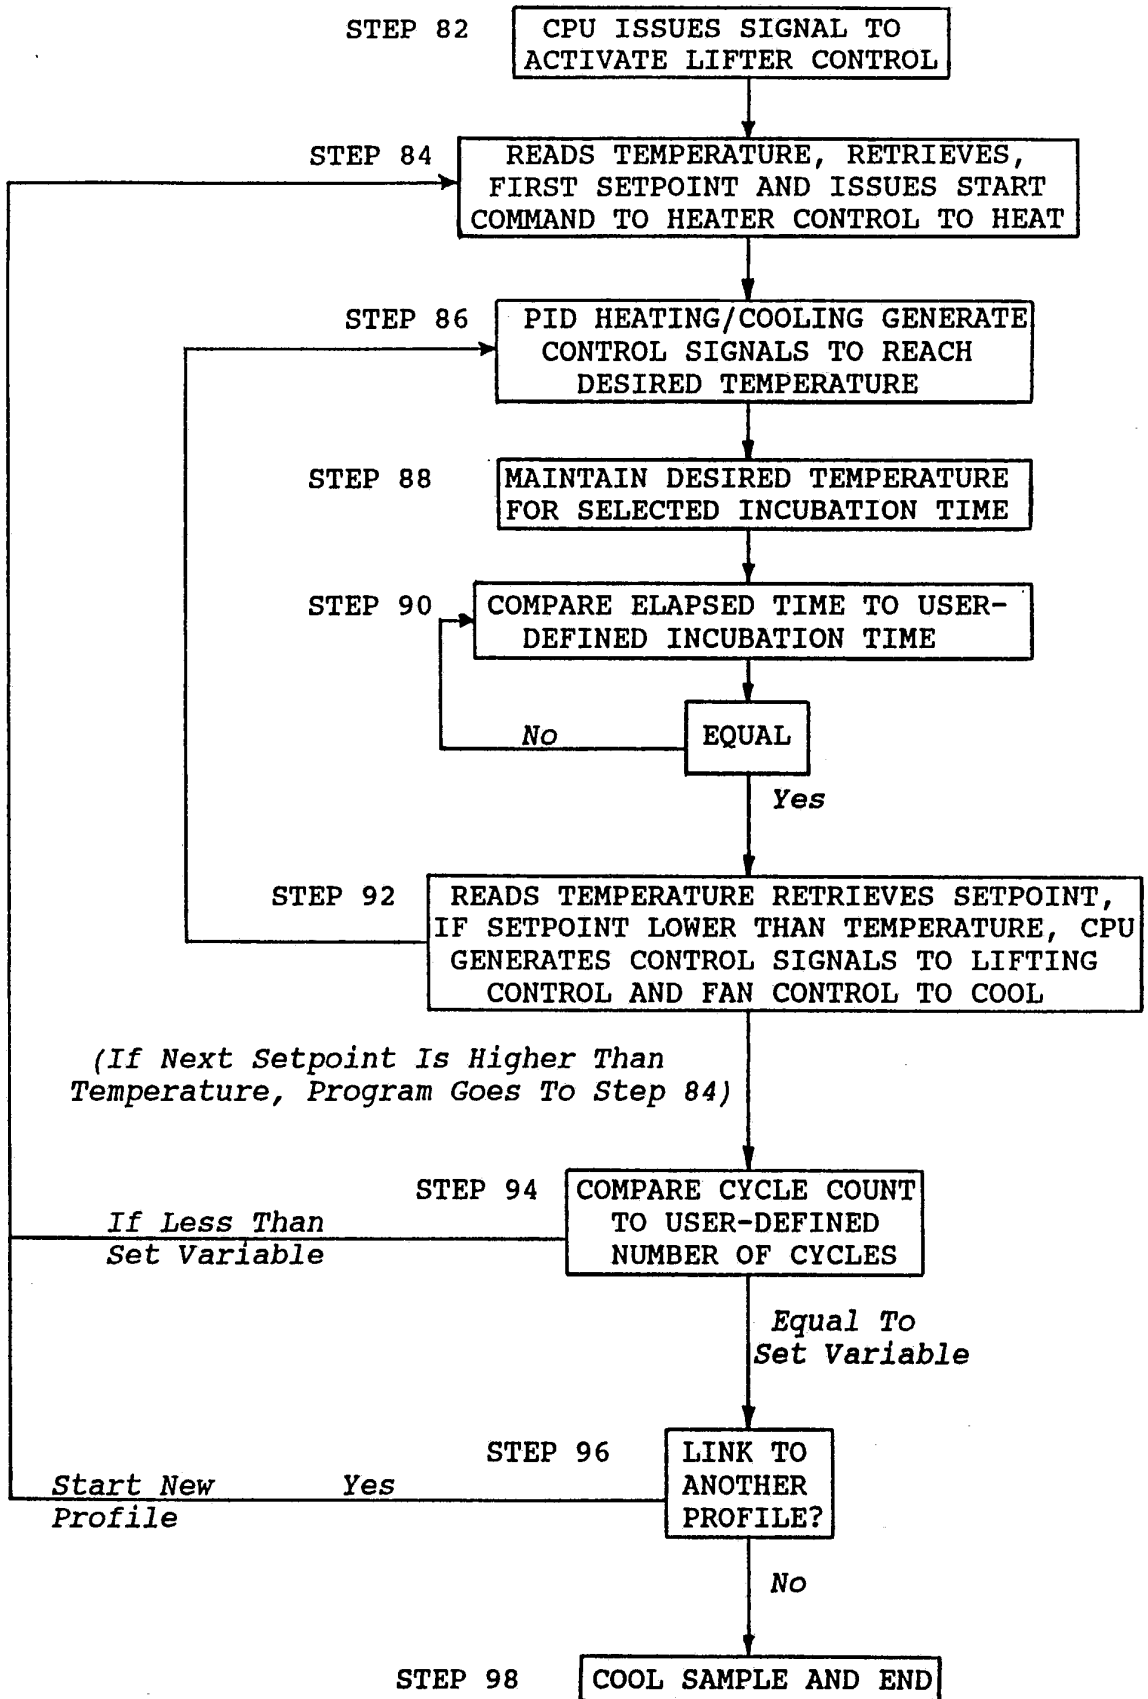 STEP 82
CPU ISSUES SIGNAL TO
ACTIVATE LIFTER CONTROL
STEP 84
READS TEMPERATURE, RETRIEVES,
FIRST SETPOINT AND ISSUES START
COMMAND TO HEATER CONTROL TO HEAT
STEP 86
PID HEATING/COOLING GENERATE
CONTROL SIGNALS TO REACH
DESIRED TEMPERATURE
STEP 88
MAINTAIN DESIRED TEMPERATURE
FOR SELECTED INCUBATION TIME
STEP 90
COMPARE ELAPSED TIME TO USER-
DEFINED INCUBATION TIME
No
EQUAL
Yes
STEP 92
READS TEMPERATURE RETRIEVES SETPOINT,
IF SETPOINT LOWER THAN TEMPERATURE, CPU
GENERATES CONTROL SIGNALS TO LIFTING
CONTROL AND FAN CONTROL TO COOL
(If Next Setpoint Is Higher Than
Temperature, Program Goes To Step 84)
STEP 94
COMPARE CYCLE COUNT
TO USER-DEFINED
NUMBER OF CYCLES
If Less Than
Set Variable
Equal To
Set Variable
STEP 96
LINK TO
ANOTHER
PROFILE?
Start New
Profile
Yes
No
STEP 98
COOL SAMPLE AND END